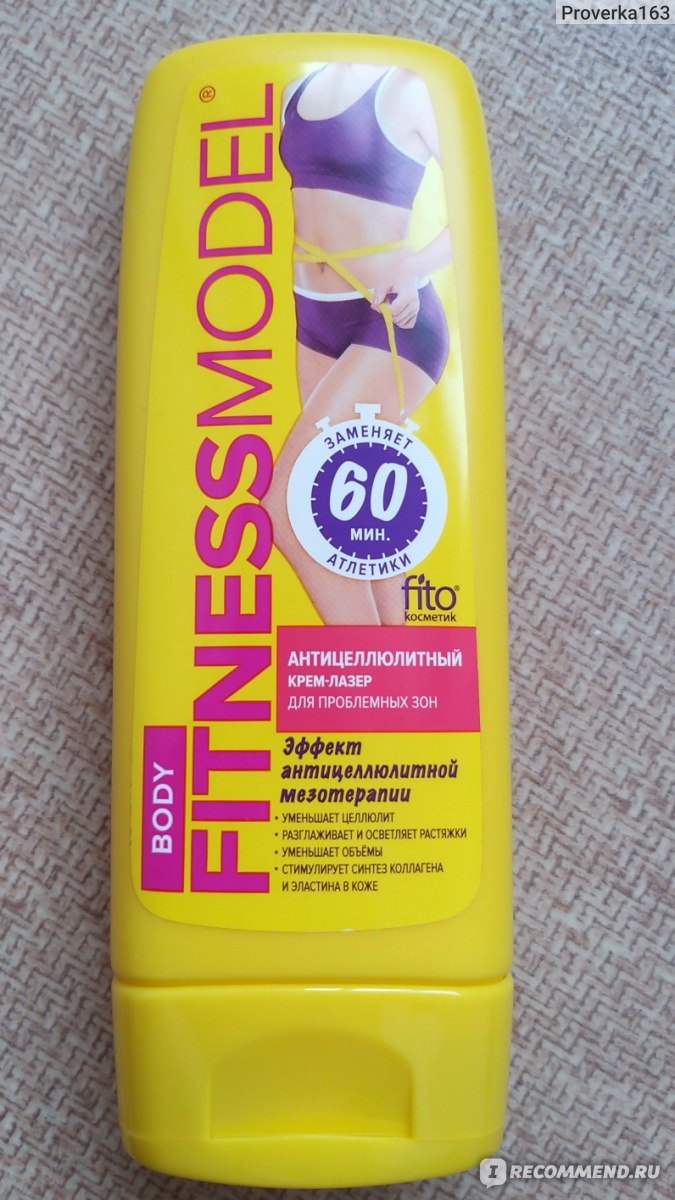 Proverka163
FITNESSMODEL®
BODY
ЗАМЕНЯЕТ
60
МИН.
АТЛЕТИКИ
fito®
косметик
АНТИЦЕЛЛЮЛИТНЫЙ
КРЕМ-ЛАЗЕР
ДЛЯ ПРОБЛЕМНЫХ ЗОН
Эффект
антицеллюлитной
мезотерапии
• УМЕНЬШАЕТ ЦЕЛЛЮЛИТ
• РАЗГЛАЖИВАЕТ И ОСВЕТЛЯЕТ РАСТЯЖКИ
• УМЕНЬШАЕТ ОБЪЁМЫ
• СТИМУЛИРУЕТ СИНТЕЗ КОЛЛАГЕНА
И ЭЛАСТИНА В КОЖЕ
IRECOMMEND.RU